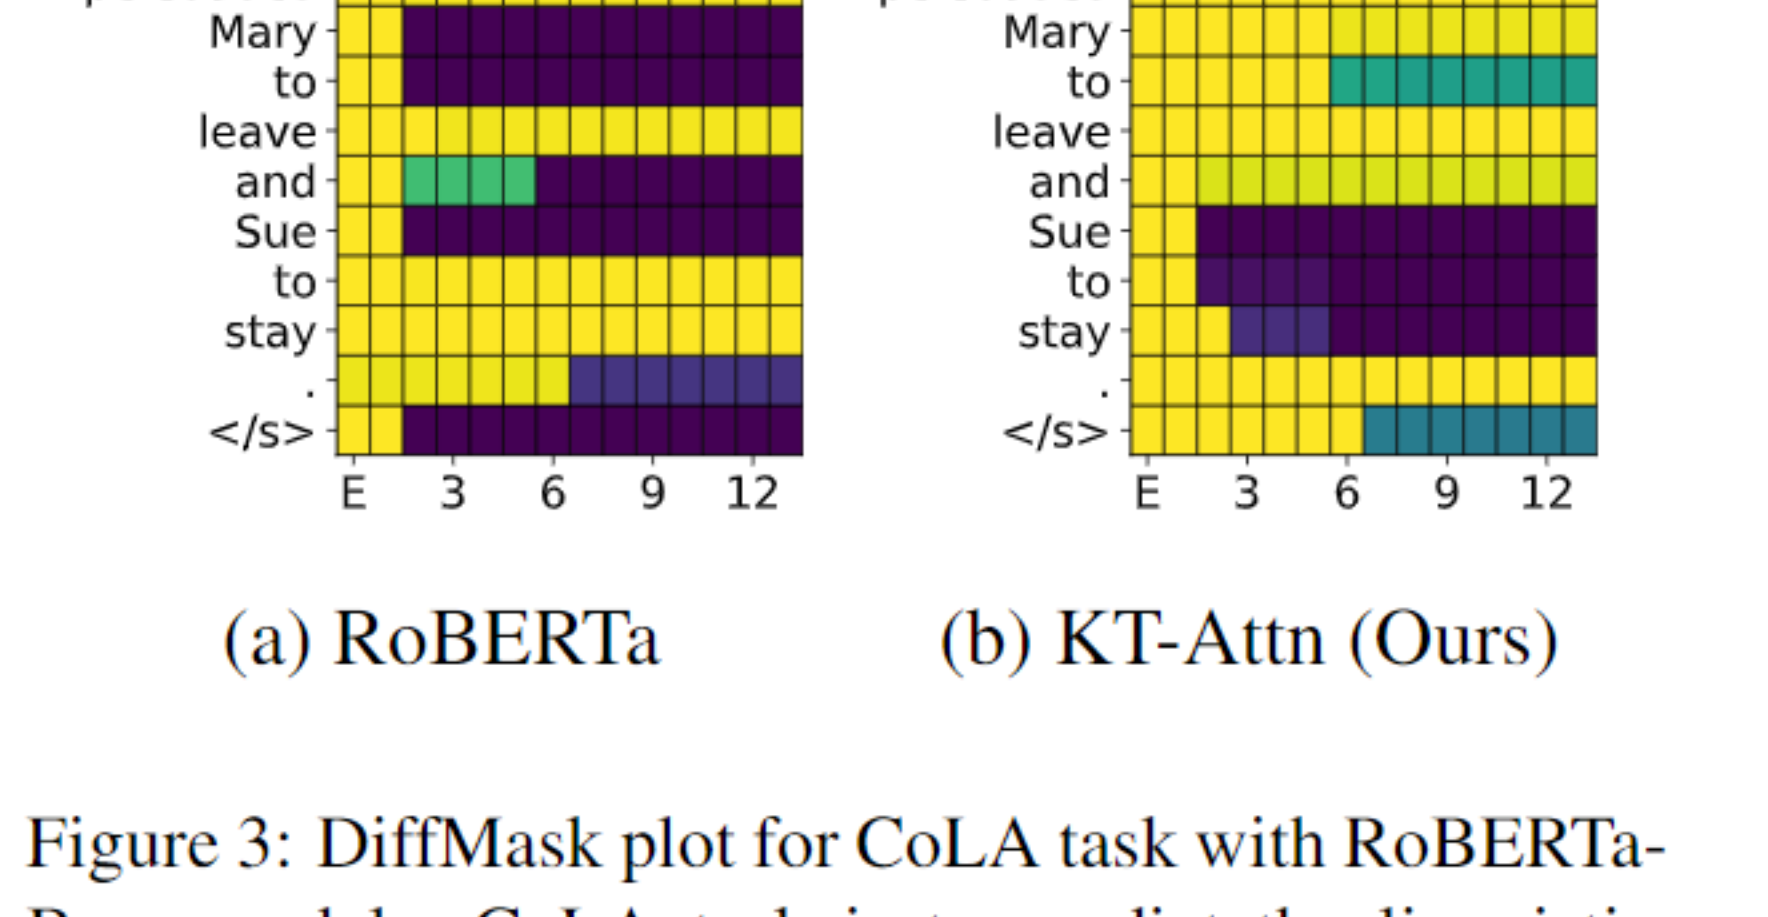 Mary Mary
to to
leave leave
and and
Sue Sue
to to
stay stay
. .
</s> </s>
E 3 6 9 12 E 3 6 9 12
(a) RoBERTa (b) KT-Attn (Ours)
Figure 3: DiffMask plot for CoLA task with RoBERTa-